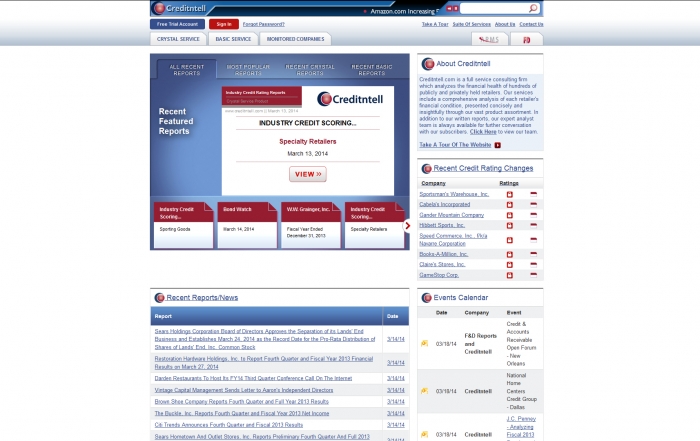 Creditntell
Amazon.com Increasing F
Free Trial Account
Sign In
Forgot Password?
Take A Tour
Suite Of Services
About Us
Contact Us
CRYSTAL SERVICE
BASIC SERVICE
MONITORED COMPANIES
RMS
ALL RECENT
REPORTS
MOST POPULAR
REPORTS
RECENT CRYSTAL
REPORTS
RECENT BASIC
REPORTS
Recent
Featured
Reports
Industry Credit Rating Reports
Crystal Service Product
March 13, 2014
Creditntell
INDUSTRY CREDIT SCORING...
Specialty Retailers
March 13, 2014
VIEW »
Industry Credit
Scoring...
Sporting Goods
Bond Watch
March 14, 2014
W.W. Grainger, Inc.
Fiscal Year Ended
December 31, 2013
Industry Credit
Scoring...
Specialty Retailers
About Creditntell
Creditntell.com is a full service consulting firm
which analyzes the financial health of hundreds of
publicly and privately held retailers. Our services
include a comprehensive analysis of each retailer's
financial condition, presented concisely and
insightfully through our vast product assortment. In
addition to our written reports, our expert analyst
team is always available for further conversation
with our subscribers. Click Here to view our team.
Take A Tour Of The Website
Recent Credit Rating Changes
Company
Ratings
Sportsman's Warehouse, Inc.
Cabela's Incorporated
Gander Mountain Company
Hibbett Sports, Inc.
Speed Commerce, Inc., f/k/a
Navarre Corporation
Books-A-Million, Inc.
Claire's Stores, Inc.
GameStop Corp.
Recent Reports/News
Report
Date
Sears Holdings Corporation Board of Directors Approves the Separation of its Lands' End
Business and Establishes March 24, 2014 as the Record Date for the Pro-Rata Distribution of
Shares of Lands' End, Inc. Common Stock
3/14/14
Restoration Hardware Holdings, Inc. to Report Fourth Quarter and Fiscal Year 2013 Financial
Results on March 27, 2014
3/14/14
Darden Restaurants To Host Its FY14 Third Quarter Conference Call On The Internet
3/14/14
Vintage Capital Management Sends Letter to Aaron's Independent Directors
3/14/14
Brown Shoe Company Reports Fourth Quarter and Full Year 2013 Results
3/14/14
The Buckle, Inc. Reports Fourth Quarter and Fiscal Year 2013 Net Income
3/14/14
Citi Trends Announces Fourth Quarter and Fiscal 2013 Results
3/14/14
Sears Hometown And Outlet Stores, Inc. Reports Preliminary Fourth Quarter And Full 2013
3/14/14
Events Calendar
Date
Company
Event
03/18/14
F&D Reports
and
Creditntell
Credit &
Accounts
Receivable
Open Forum
- New
Orleans
03/18/14
Creditntell
National
Home
Centers
Credit Group
- Dallas
03/18/14
Creditntell
J.C. Penney
- Analyzing
Fiscal 2013